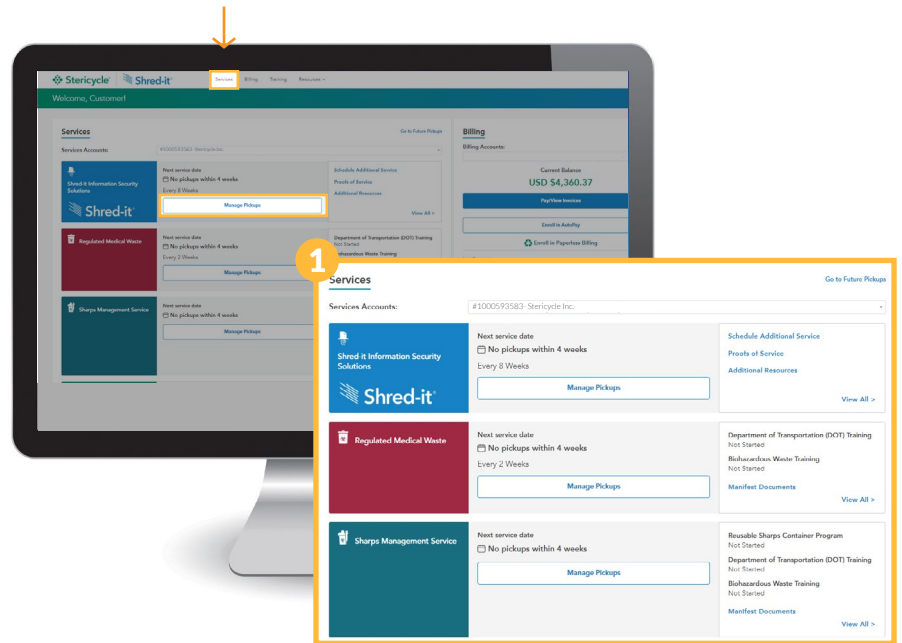 Stericycle® Shred-it® Services Billing Training Resources
Welcome, Customer!
Services Go to Future Pickups
Services Accounts: #1000593583- Stericycle Inc.
Shred-it Information Security
Solutions
Shred-it®
Next service date
No pickups within 4 weeks
Every 8 Weeks
Manage Pickups
Schedule Additional Service
Proofs of Service
Additional Resources
View All >
Regulated Medical Waste
Next service date
No pickups within 4 weeks
Every 2 Weeks
Manage Pickups
Department of Transportation (DOT) Training
Not Started
Biohazardous Waste Training
Sharps Management Service
Next service date
No pickups within 4 weeks
Manage Pickups
Billing
Billing Accounts:
Current Balance
USD $4,360.37
Pay/View Invoices
Enroll in AutoPay
Enroll in Paperless Billing
1
Services Go to Future Pickups
Services Accounts: #1000593583- Stericycle Inc.
Shred-it Information Security
Solutions
Shred-it®
Next service date
No pickups within 4 weeks
Every 8 Weeks
Manage Pickups
Schedule Additional Service
Proofs of Service
Additional Resources
View All >
Regulated Medical Waste
Next service date
No pickups within 4 weeks
Every 2 Weeks
Manage Pickups
Department of Transportation (DOT) Training
Not Started
Biohazardous Waste Training
Not Started
Manifest Documents
View All >
Sharps Management Service
Next service date
No pickups within 4 weeks
Manage Pickups
Reusable Sharps Container Program
Not Started
Department of Transportation (DOT) Training
Not Started
Biohazardous Waste Training
Not Started
Manifest Documents
View All >